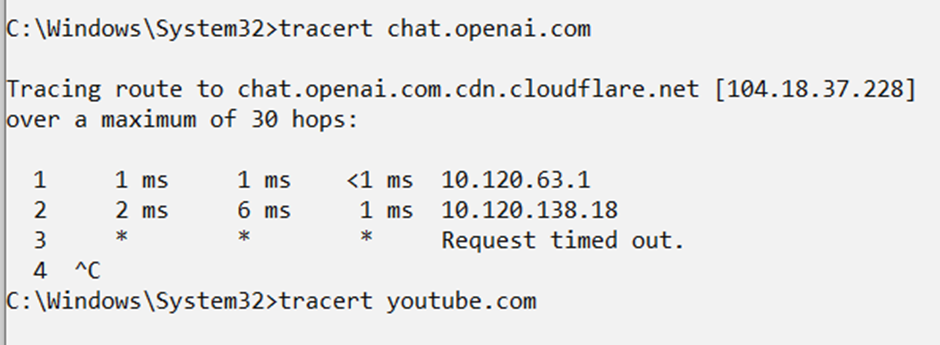 C:\Windows\System32>tracert chat.openai.com
Tracing route to chat.openai.com.cdn.cloudflare.net [104.18.37.228]
over a maximum of 30 hops:
1 1 ms 1 ms <1 ms 10.120.63.1
2 2 ms 6 ms 1 ms 10.120.138.18
3 * * * Request timed out.
4 ^C
C:\Windows\System32>tracert youtube.com